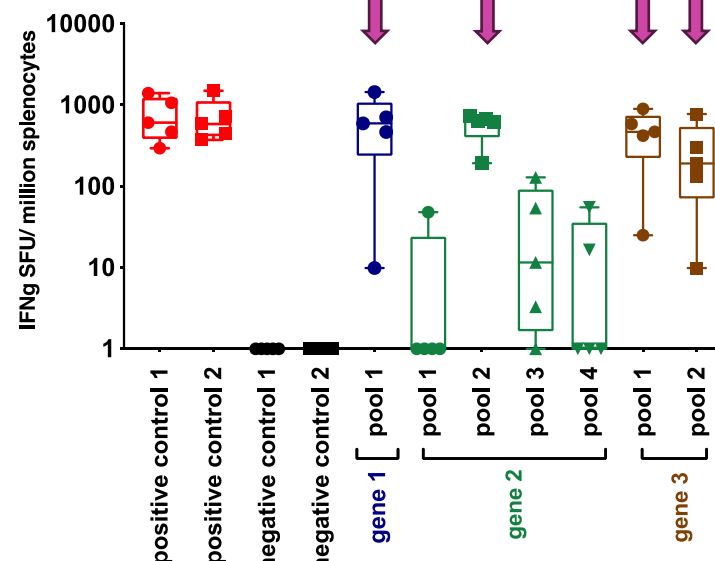 IFNg SFU/ million splenocytes
10000
1000
100
10
1
positive control 1
positive control 2
negative control 1
negative control 2
pool 1
pool 1
pool 2
pool 3
pool 4
pool 1
pool 2
gene 1
gene 2
gene 3